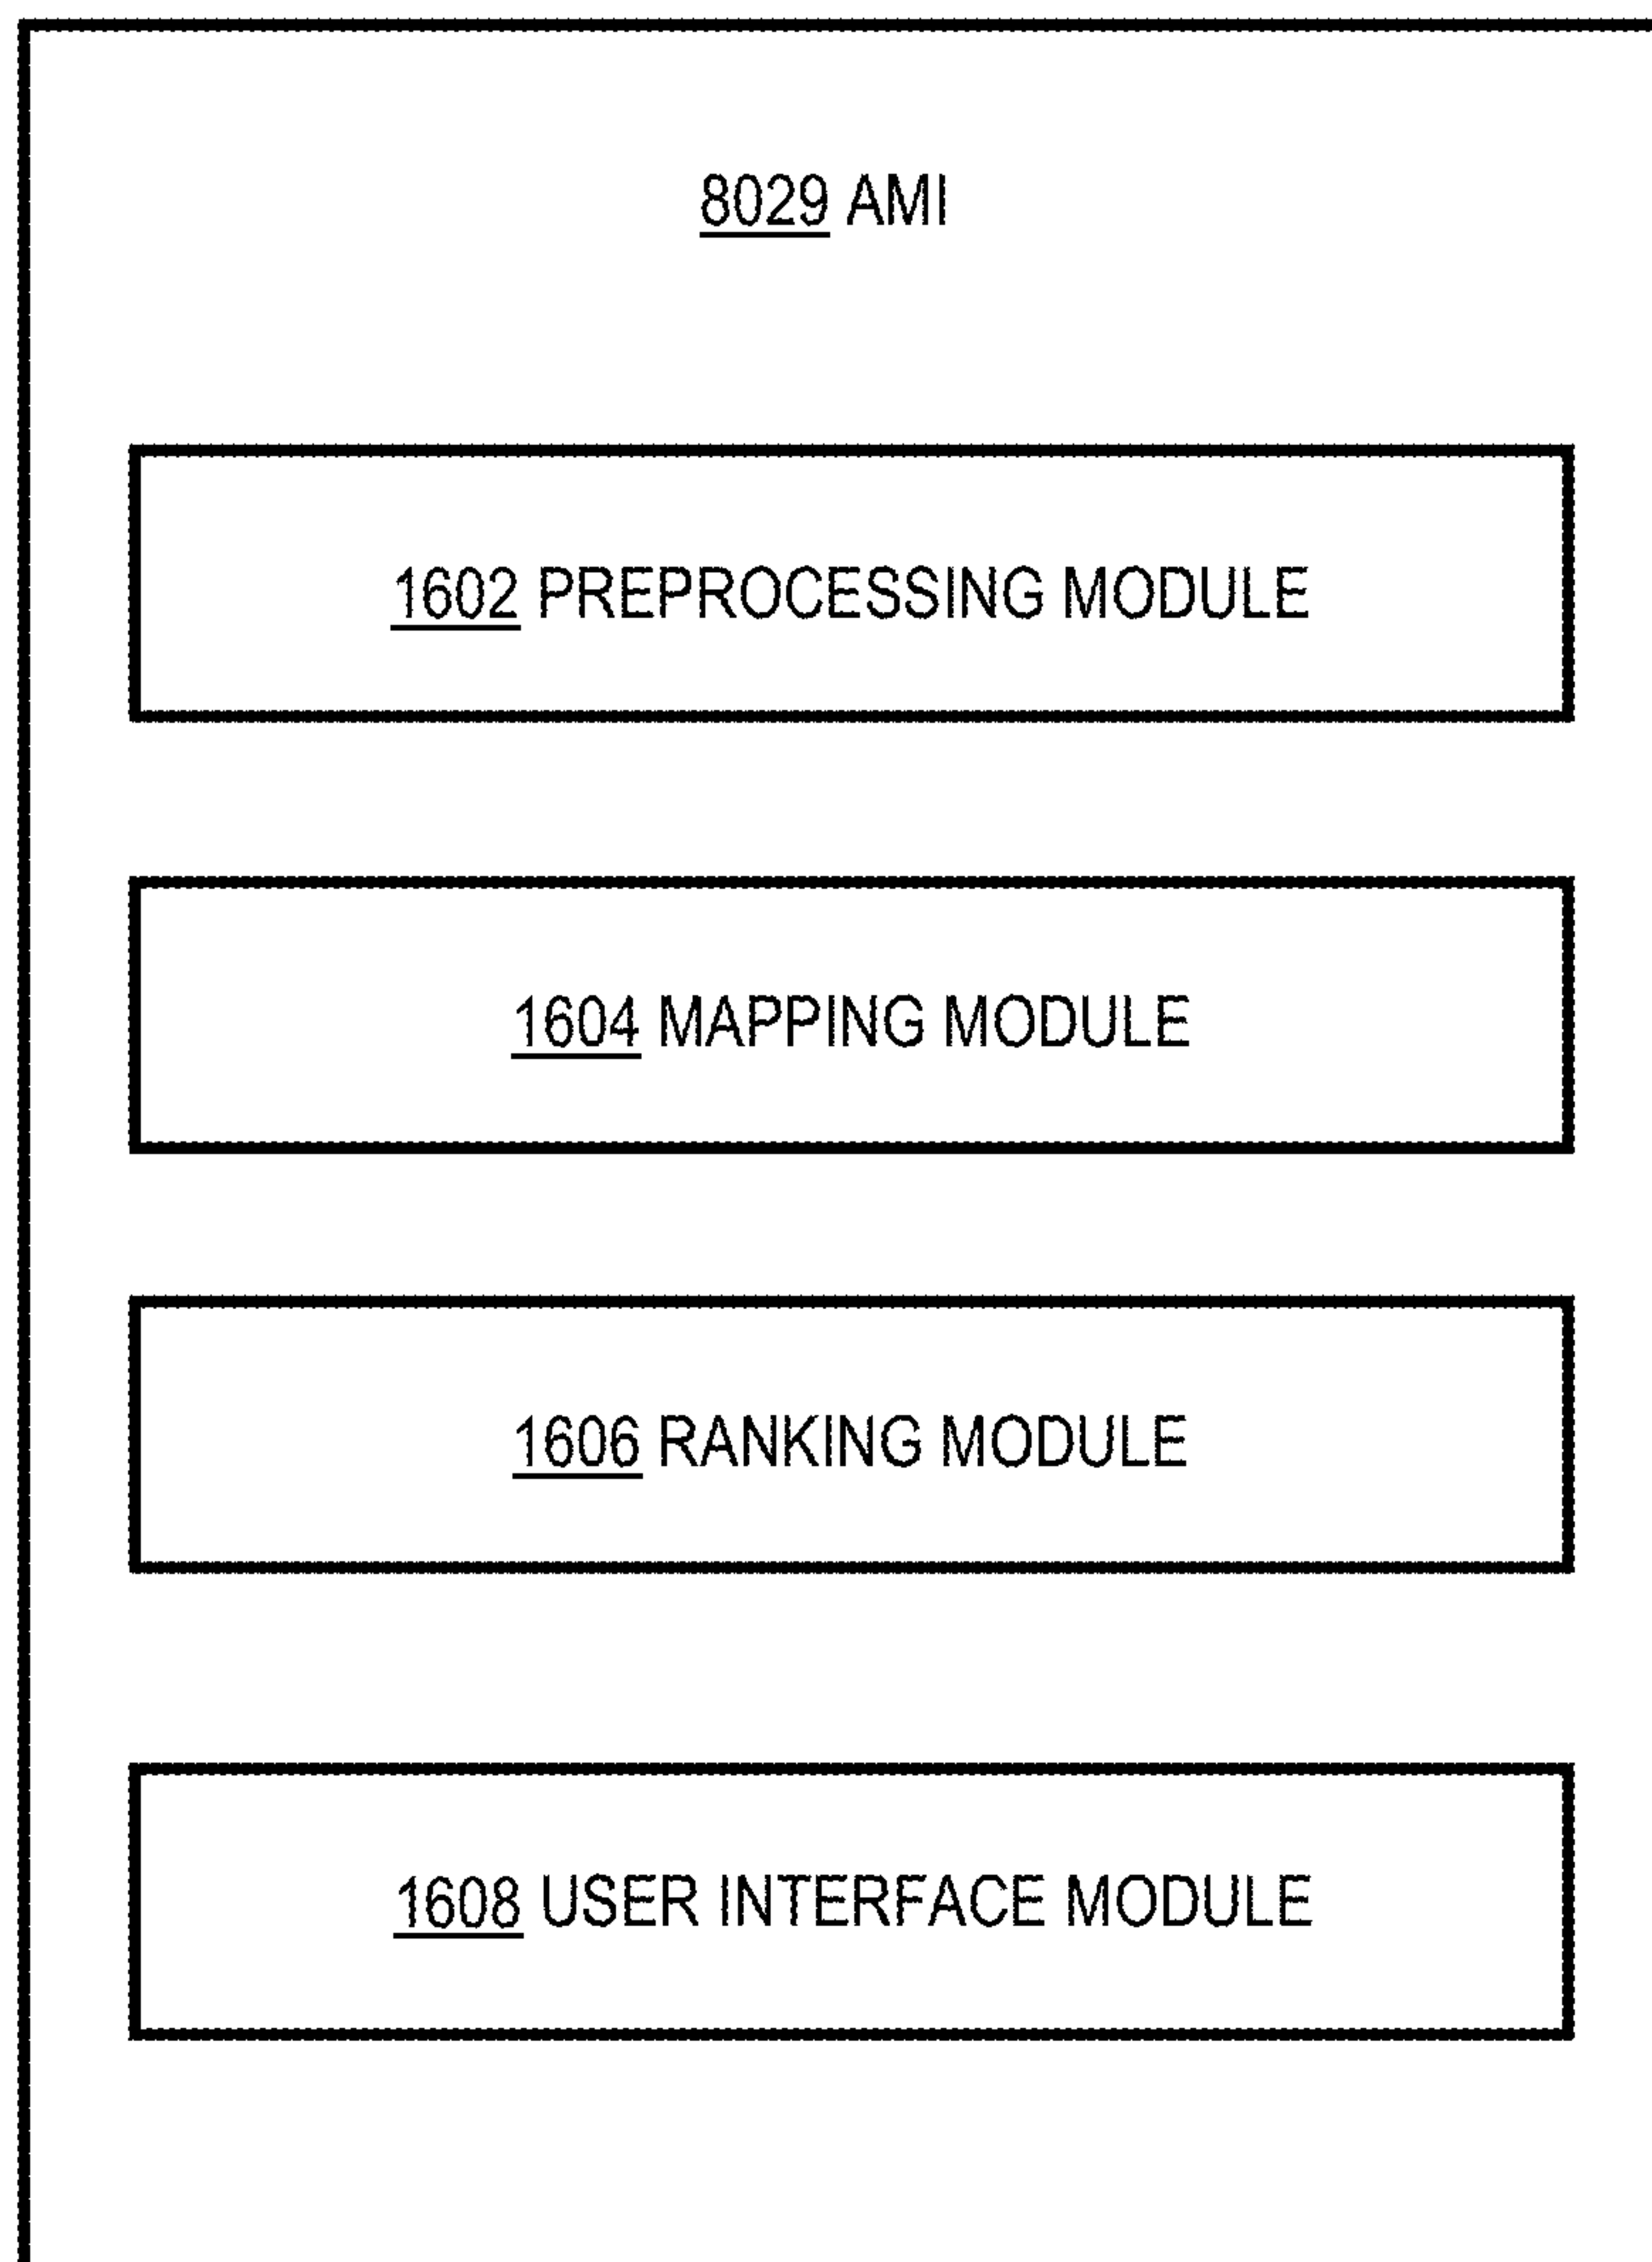 8029 AMI
1602 PREPROCESSING MODULE
1604 MAPPING MODULE
1606 RANKING MODULE
1608 USER INTERFACE MODULE